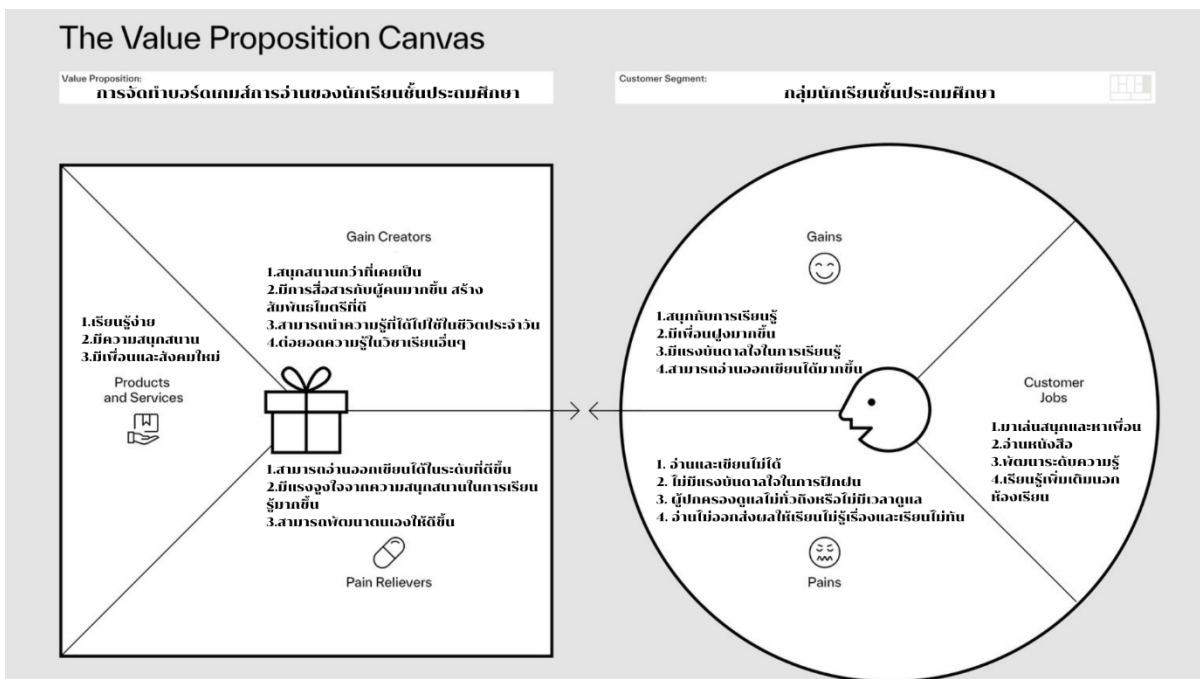 The Value Proposition Canvas
Value Proposition:
การจัดทำบอร์ดเกมส์การอ่านของนักเรียนชั้นประถมศึกษา
Customer Segment:
กลุ่มนักเรียนชั้นประถมศึกษา
Gain Creators
1.สนุกสนานกว่าที่เคยเป็น
2.มีการสื่อสารกับผู้คนมากขึ้น สร้าง
สัมพันธไมตรีที่ดี
3.สามารถนำความรู้ที่ได้ไปใช้ในชีวิตประจำวัน
4.ต่อยอดความรู้ในวิชาเรียนอื่นๆ
1.เรียนรู้ง่าย
2.มีความสนุกสนาน
3.มีเพื่อนและสังคมใหม่
Products
and Services
1.สามารถอ่านออกเขียนได้ในระดับที่ดีขึ้น
2.มีแรงจูงใจจากความสนุกสนานในการเรียน
รู้มากขึ้น
3.สามารถพัฒนาตนเองให้ดีขึ้น
Pain Relievers
Gains
1.สนุกกับการเรียนรู้
2.มีเพื่อนฝูงมากขึ้น
3.มีแรงบันดาลใจในการเรียนรู้
4.สามารถอ่านออกเขียนได้มากขึ้น
Customer
Jobs
1.มาเล่นสนุกและหาเพื่อน
2.อ่านหนังสือ
3.พัฒนาระดับความรู้
4.เรียนรู้เพิ่มเติมนอก
ห้องเรียน
1. อ่านและเขียนไม่ได้
2. ไม่มีแรงบันดาลใจในการฝึกฝน
3. ผู้ปกครองดูแลไม่ทั่วถึงหรือไม่มีเวลาดูแล
4. อ่านไม่ออกส่งผลให้เรียนไม่รู้เรื่องและเรียนไม่ทัน
Pains